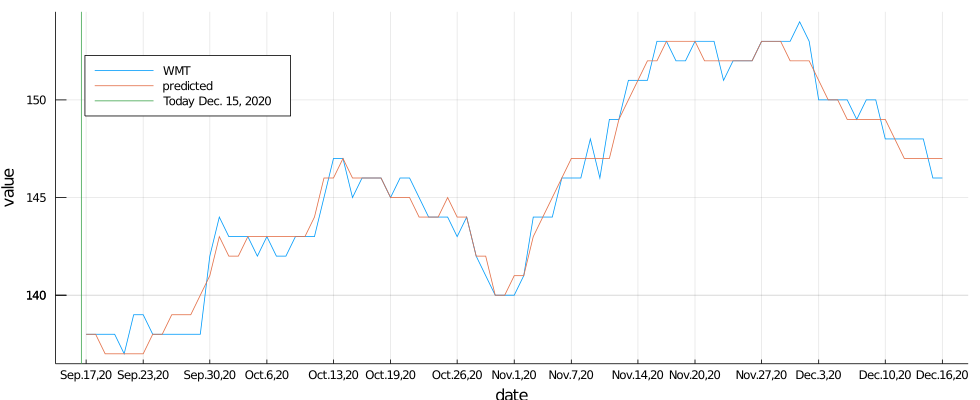 WMT
predicted
Today Dec. 15, 2020
value
150
145
140
Sep.17,20 Sep.23,20 Sep.30,20 Oct.6,20 Oct.13,20 Oct.19,20 Oct.26,20 Nov.1,20 Nov.7,20 Nov.14,20 Nov.20,20 Nov.27,20 Dec.3,20 Dec.10,20 Dec.16,20
date